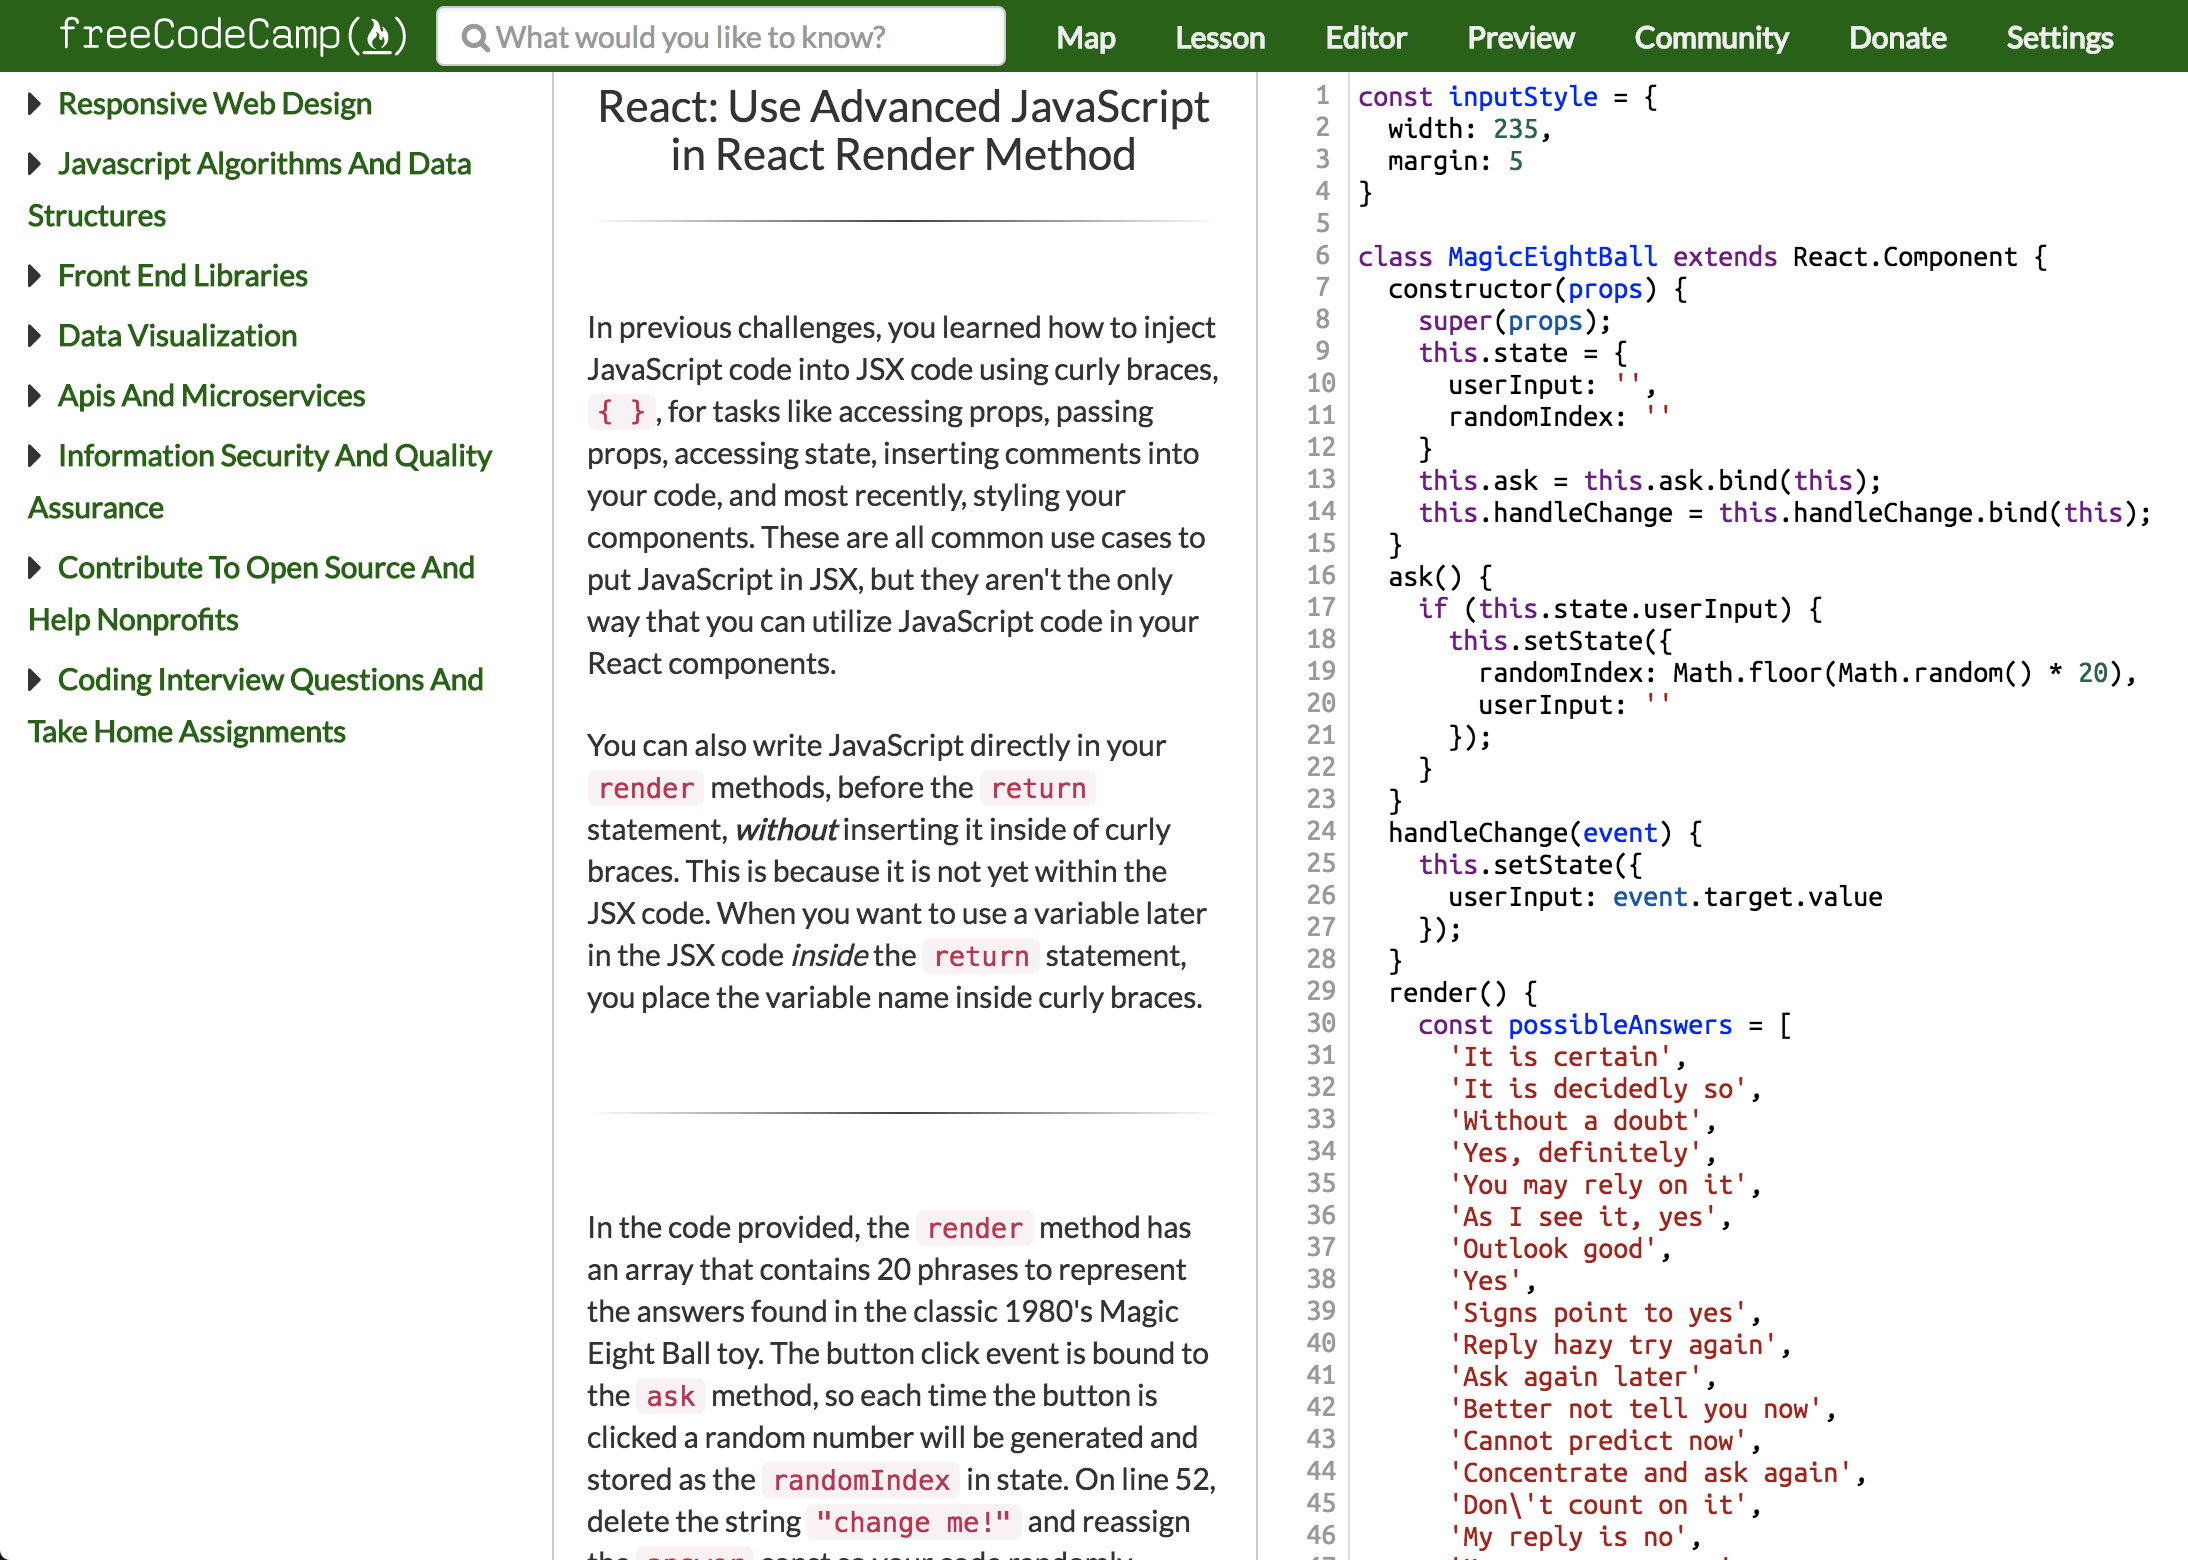 freeCodeCamp(🔥)
What would you like to know?
Map
Lesson
Editor
Preview
Community
Donate
Settings
Responsive Web Design
Javascript Algorithms And Data
Structures
Front End Libraries
Data Visualization
Apis And Microservices
Information Security And Quality
Assurance
Contribute To Open Source And
Help Nonprofits
Coding Interview Questions And
Take Home Assignments
React: Use Advanced JavaScript
in React Render Method
In previous challenges, you learned how to inject
JavaScript code into JSX code using curly braces,
{ }, for tasks like accessing props, passing
props, accessing state, inserting comments into
your code, and most recently, styling your
components. These are all common use cases to
put JavaScript in JSX, but they aren't the only
way that you can utilize JavaScript code in your
React components.
You can also write JavaScript directly in your
render methods, before the return
statement, without inserting it inside of curly
braces. This is because it is not yet within the
JSX code. When you want to use a variable later
in the JSX code inside the return statement,
you place the variable name inside curly braces.
In the code provided, the render method has
an array that contains 20 phrases to represent
the answers found in the classic 1980's Magic
Eight Ball toy. The button click event is bound to
the ask method, so each time the button is
clicked a random number will be generated and
stored as the randomIndex in state. On line 52,
delete the string "change me!" and reassign
1 const inputStyle = {
2 width: 235,
3 margin: 5
4 }
5
6 class MagicEightBall extends React.Component {
7 constructor(props) {
8 super(props);
9 this.state = {
10 userInput: '',
11 randomIndex: ''
12 }
13 this.ask = this.ask.bind(this);
14 this.handleChange = this.handleChange.bind(this);
15 }
16 ask() {
17 if (this.state.userInput) {
18 this.setState({
19 randomIndex: Math.floor(Math.random() * 20),
20 userInput: ''
21 });
22 }
23 }
24 handleChange(event) {
25 this.setState({
26 userInput: event.target.value
27 });
28 }
29 render() {
30 const possibleAnswers = [
31 'It is certain',
32 'It is decidedly so',
33 'Without a doubt',
34 'Yes, definitely',
35 'You may rely on it',
36 'As I see it, yes',
37 'Outlook good',
38 'Yes',
39 'Signs point to yes',
40 'Reply hazy try again',
41 'Ask again later',
42 'Better not tell you now',
43 'Cannot predict now',
44 'Concentrate and ask again',
45 'Don\'t count on it',
46 'My reply is no',